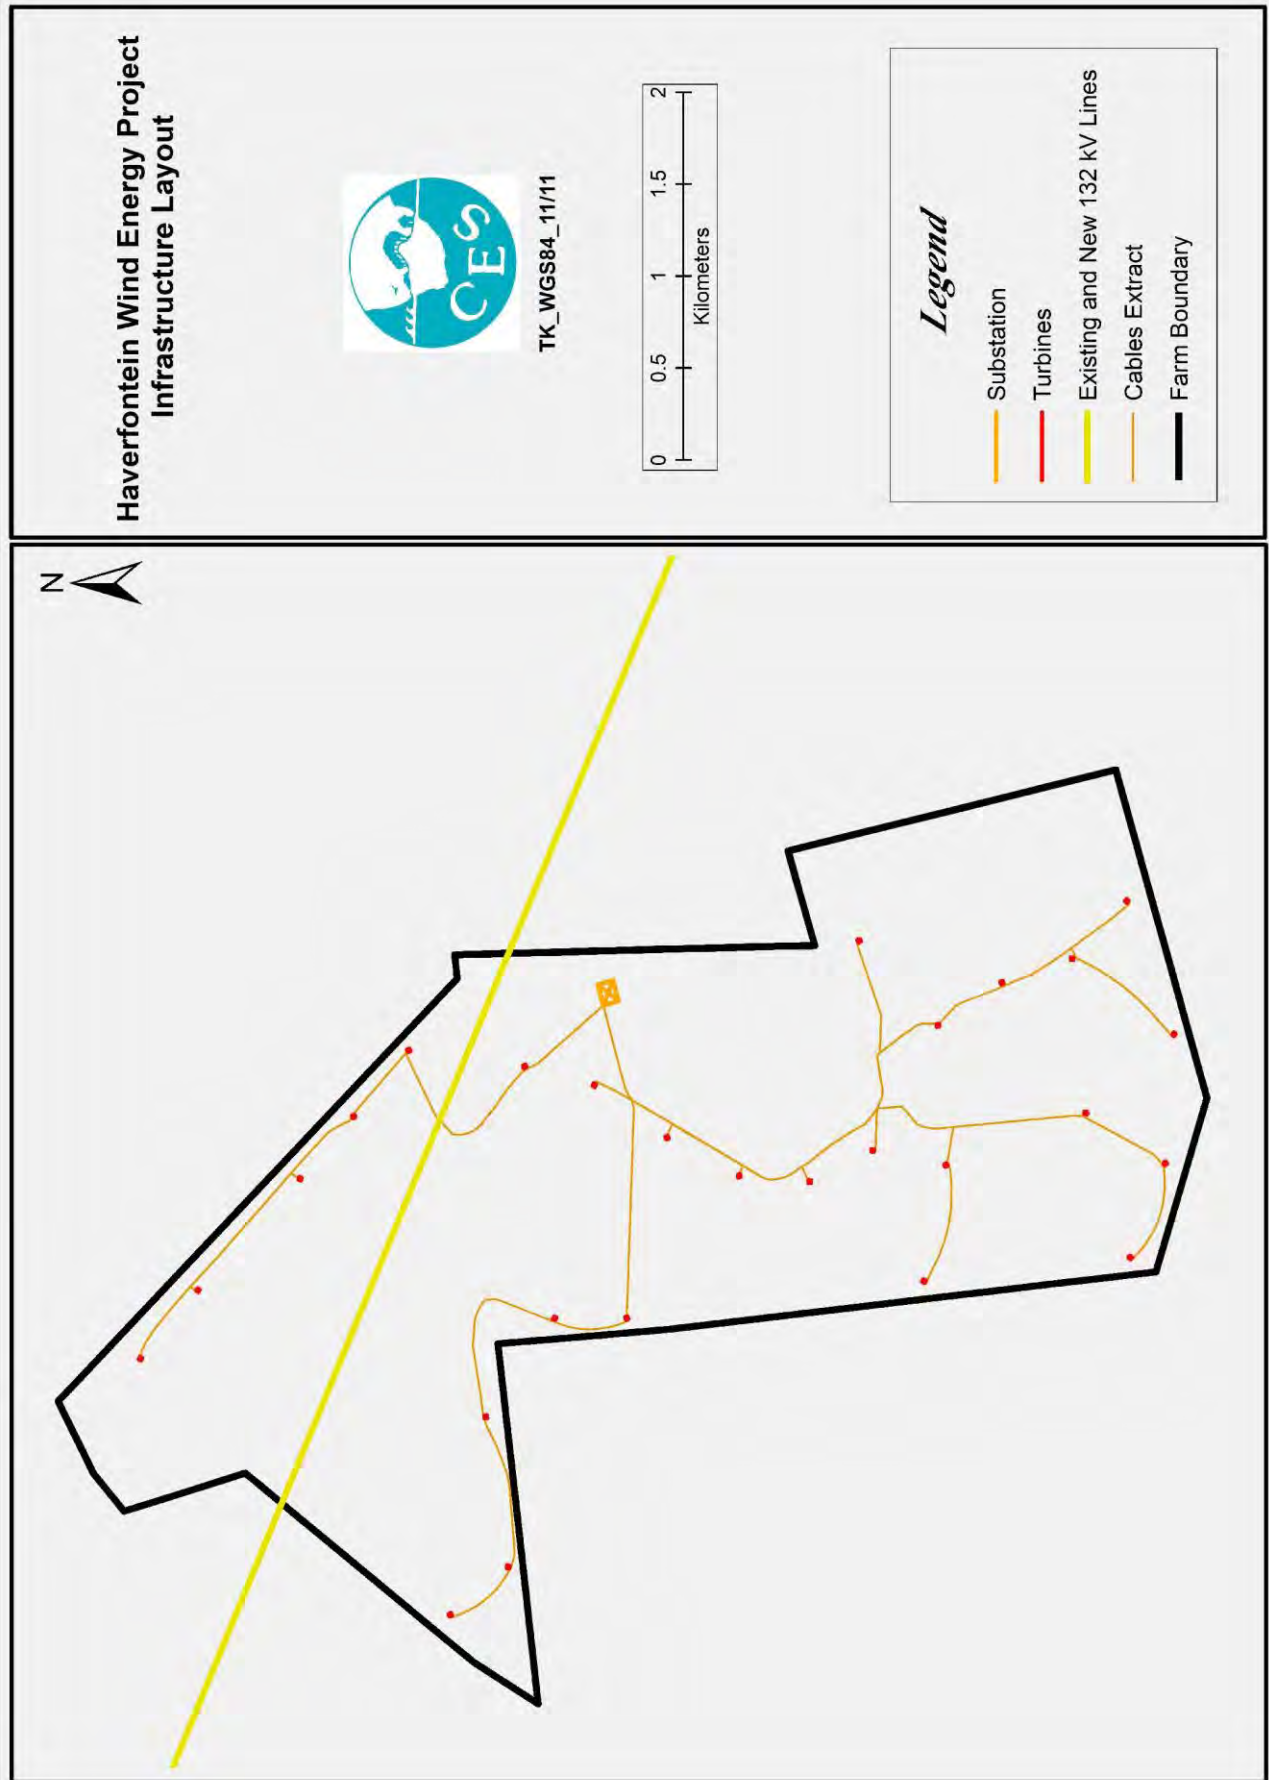 Haverfontein Wind Energy Project
Infrastructure Layout
CES
TK_WGS84_11/11
0 0.5 1 1.5 2
Kilometers
Legend
Substation
Turbines
Existing and New 132 kV Lines
Cables Extract
Farm Boundary
N